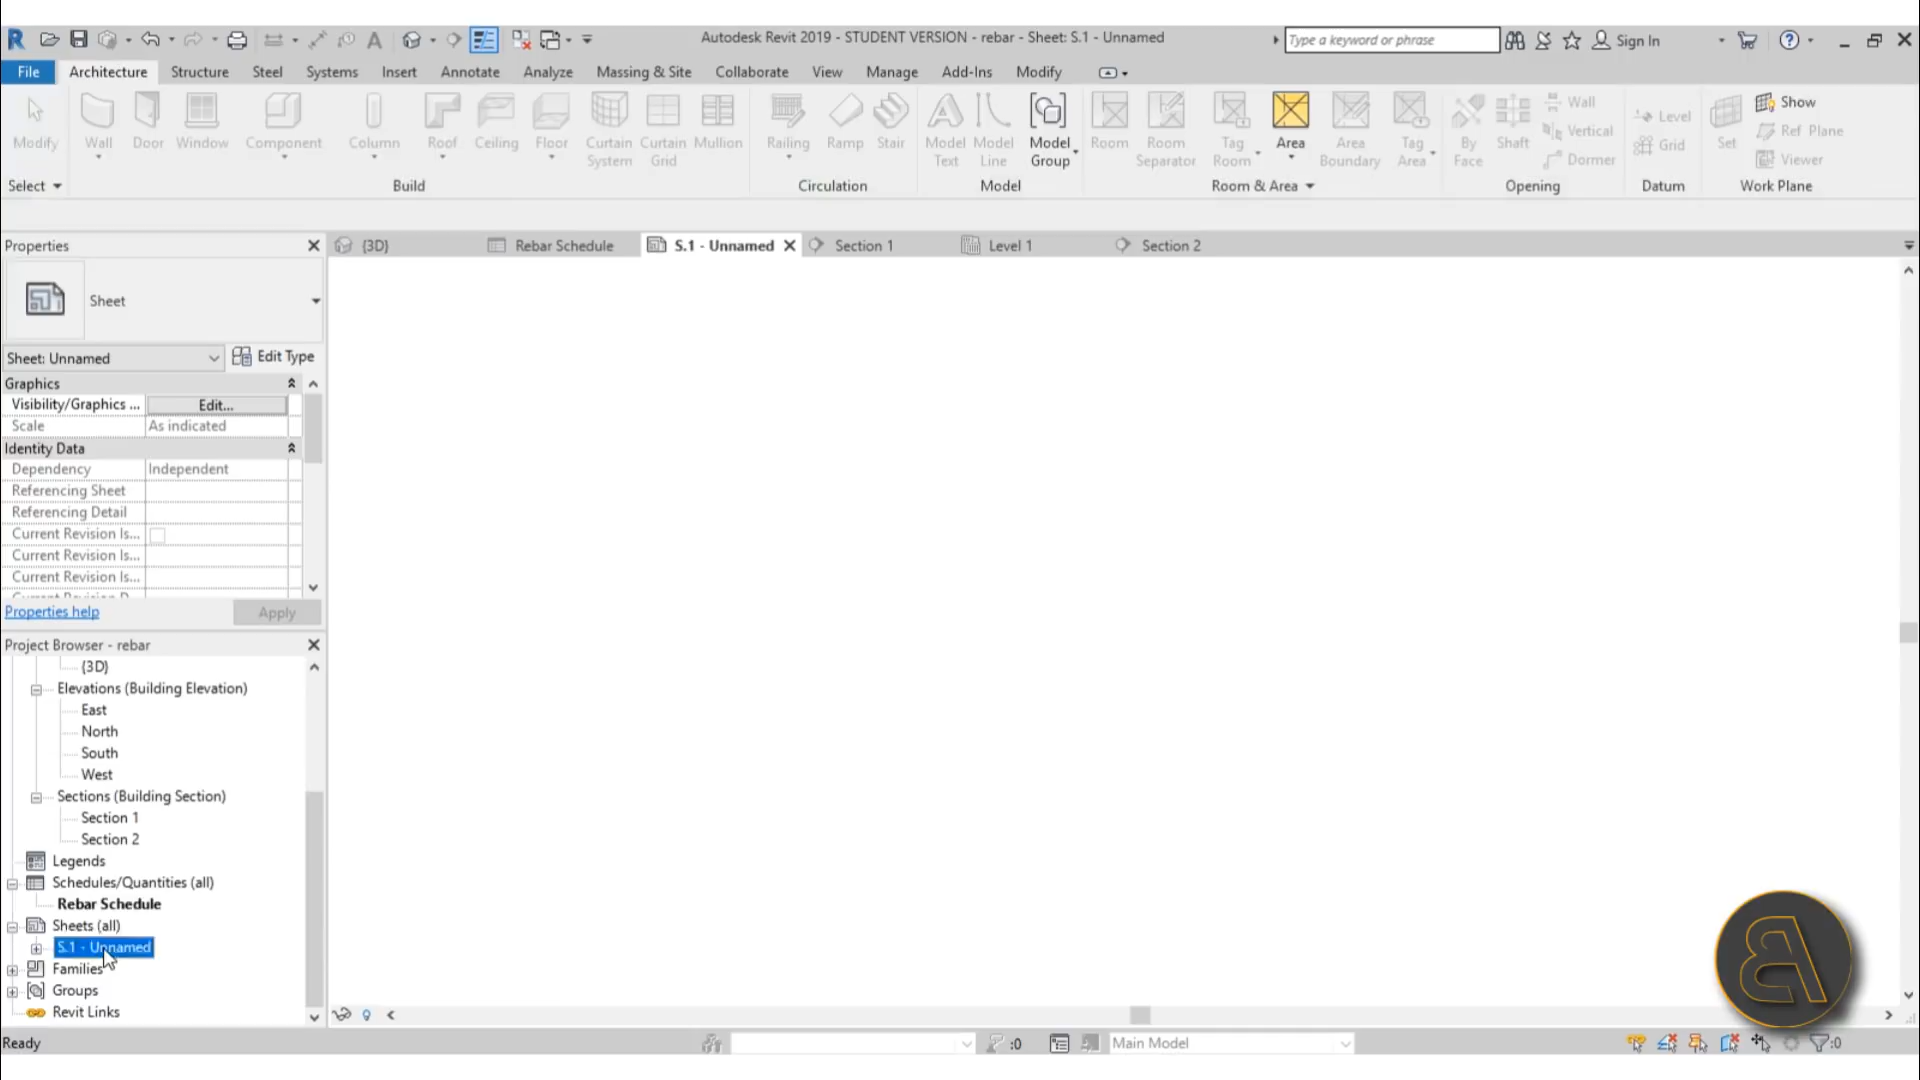 Autodesk Revit 2019 - STUDENT VERSION - rebar - Sheet: S.1 - Unnamed
Type a keyword or phrase
Sign In
File Architecture Structure Steel Systems Insert Annotate Analyze Massing & Site Collaborate View Manage Add-Ins Modify
Modify Wall Door Window Component Column Roof Ceiling Floor Curtain System Curtain Grid Mullion Railing Ramp Stair Model Text Model Line Model Group Room Room Separator Tag Room Area Area Boundary Tag Area By Face Shaft Wall Vertical Dormer Level Grid Set Show Ref Plane Viewer
Select Build Circulation Model Room & Area Opening Datum Work Plane
Properties
{3D} Rebar Schedule S.1 - Unnamed Section 1 Level 1 Section 2
Sheet
Sheet: Unnamed Edit Type
Graphics
Visibility/Graphics ... Edit...
Scale As indicated
Identity Data
Dependency Independent
Referencing Sheet
Referencing Detail
Current Revision Is...
Current Revision Is...
Current Revision Is...
Properties help Apply
Project Browser - rebar
{3D}
Elevations (Building Elevation)
East
North
South
West
Sections (Building Section)
Section 1
Section 2
Legends
Schedules/Quantities (all)
Rebar Schedule
Sheets (all)
S.1 - Unnamed
Families
Groups
Revit Links
Ready
:0
Main Model
:0